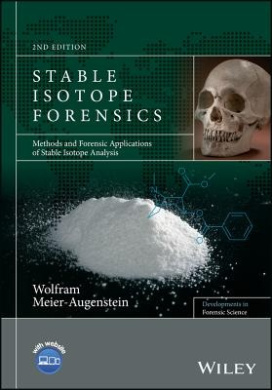 2ND EDITION
STABLE
ISOTOPE
FORENSICS
Methods and Forensic Applications
of Stable Isotope Analysis
Wolfram
Meier-Augenstein
Developments in
Forensic Science
with website
WILEY